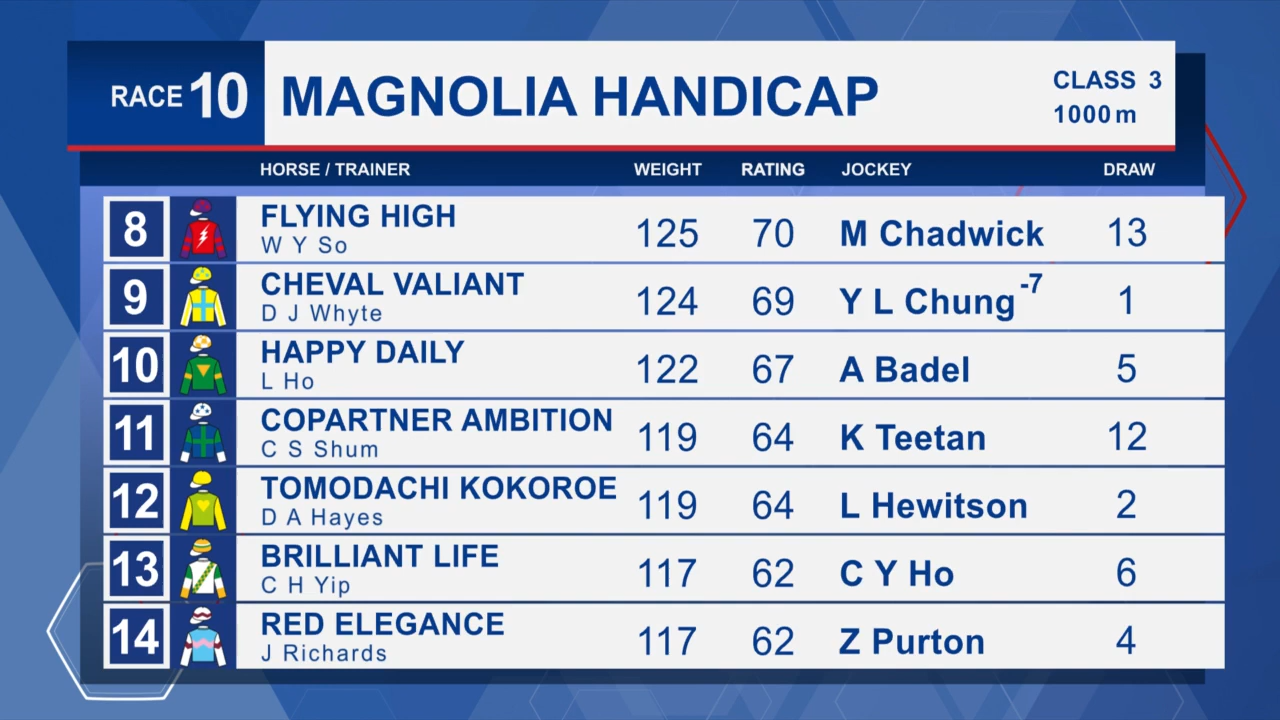 RACE 10 MAGNOLIA HANDICAP CLASS 3
1000m
HORSE / TRAINER WEIGHT RATING JOCKEY DRAW
8 FLYING HIGH 125 70 M Chadwick 13
W Y So
9 CHEVAL VALIANT 124 69 Y L Chung -7 1
D J Whyte
10 HAPPY DAILY 122 67 A Badel 5
L Ho
11 COPARTNER AMBITION 119 64 K Teetan 12
C S Shum
12 TOMODACHI KOKOROE 119 64 L Hewitson 2
D A Hayes
13 BRILLIANT LIFE 117 62 C Y Ho 6
C H Yip
14 RED ELEGANCE 117 62 Z Purton 4
J Richards